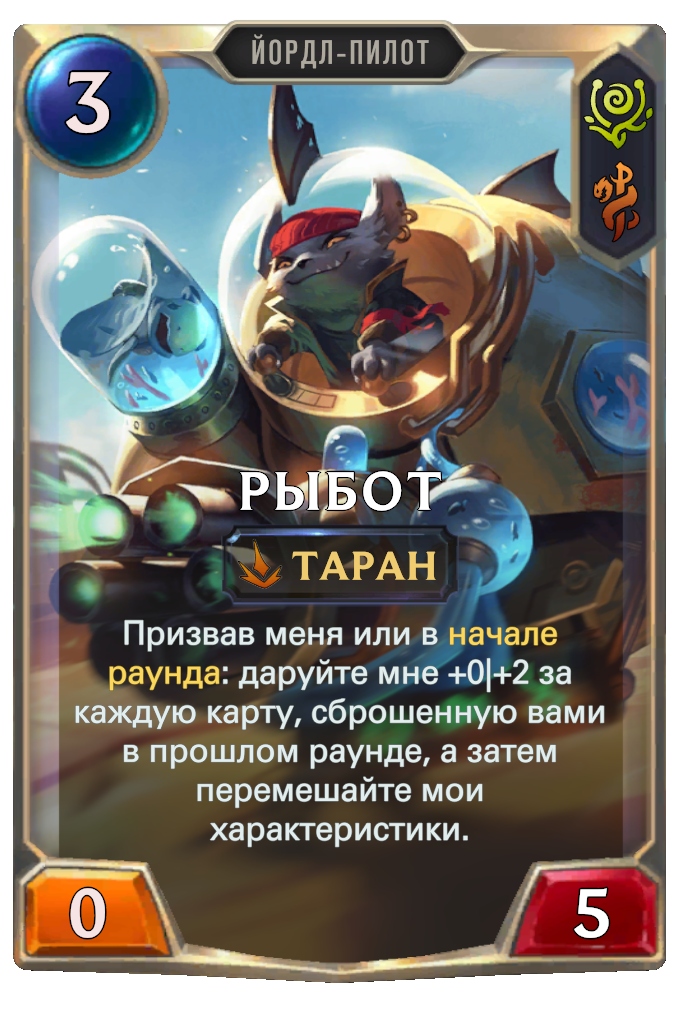 ЙОРДЛ-ПИЛОТ
3
РЫБОТ
ТАРАН
Призвав меня или в начале
раунда: даруйте мне +0|+2 за
каждую карту, сброшенную вами
в прошлом раунде, а затем
перемешайте мои
характеристики.
0
5